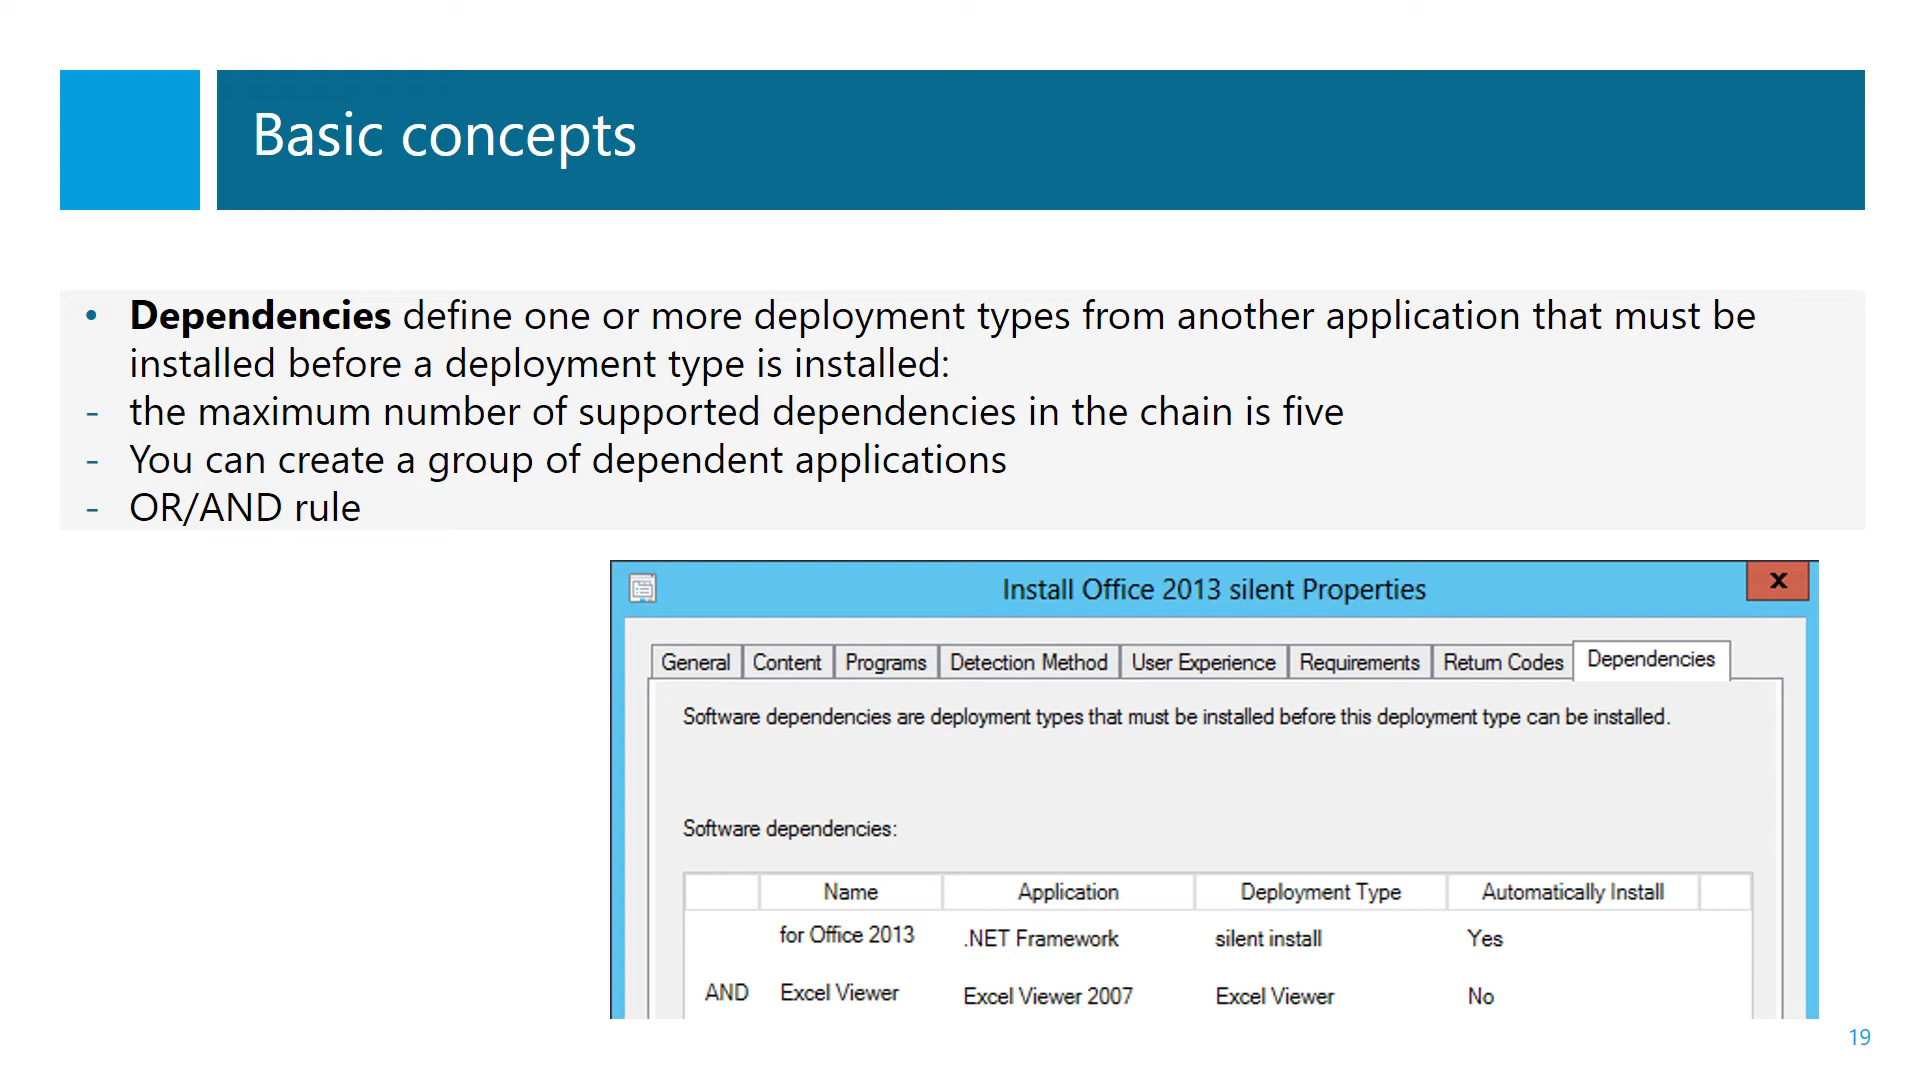 Basic concepts
• Dependencies define one or more deployment types from another application that must be
installed before a deployment type is installed:
- the maximum number of supported dependencies in the chain is five
- You can create a group of dependent applications
- OR/AND rule
Install Office 2013 silent Properties
x
General Content Programs Detection Method User Experience Requirements Return Codes Dependencies
Software dependencies are deployment types that must be installed before this deployment type can be installed.
Software dependencies:
Name Application Deployment Type Automatically Install
for Office 2013 .NET Framework silent install Yes
AND Excel Viewer Excel Viewer 2007 Excel Viewer No
19